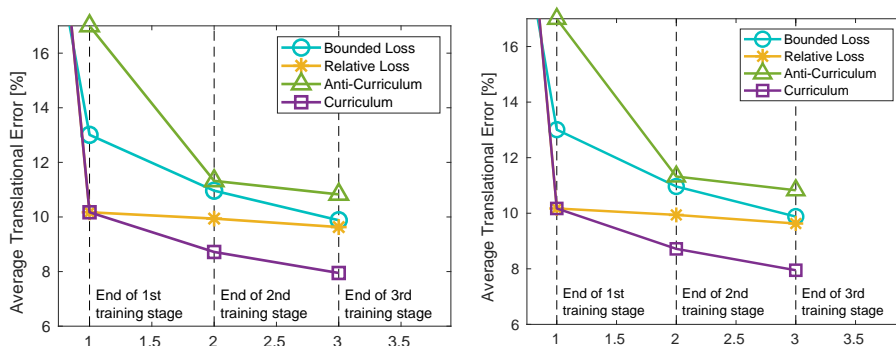 Average Translational Error [%]
16
14
12
10
8
6
Bounded Loss
Relative Loss
Anti-Curriculum
Curriculum
End of 1st
training stage
End of 2nd
training stage
End of 3rd
training stage
1
1.5
2
2.5
3
3.5
Average Translational Error [%]
16
14
12
10
8
6
Bounded Loss
Relative Loss
Anti-Curriculum
Curriculum
End of 1st
training stage
End of 2nd
training stage
End of 3rd
training stage
1
1.5
2
2.5
3
3.5